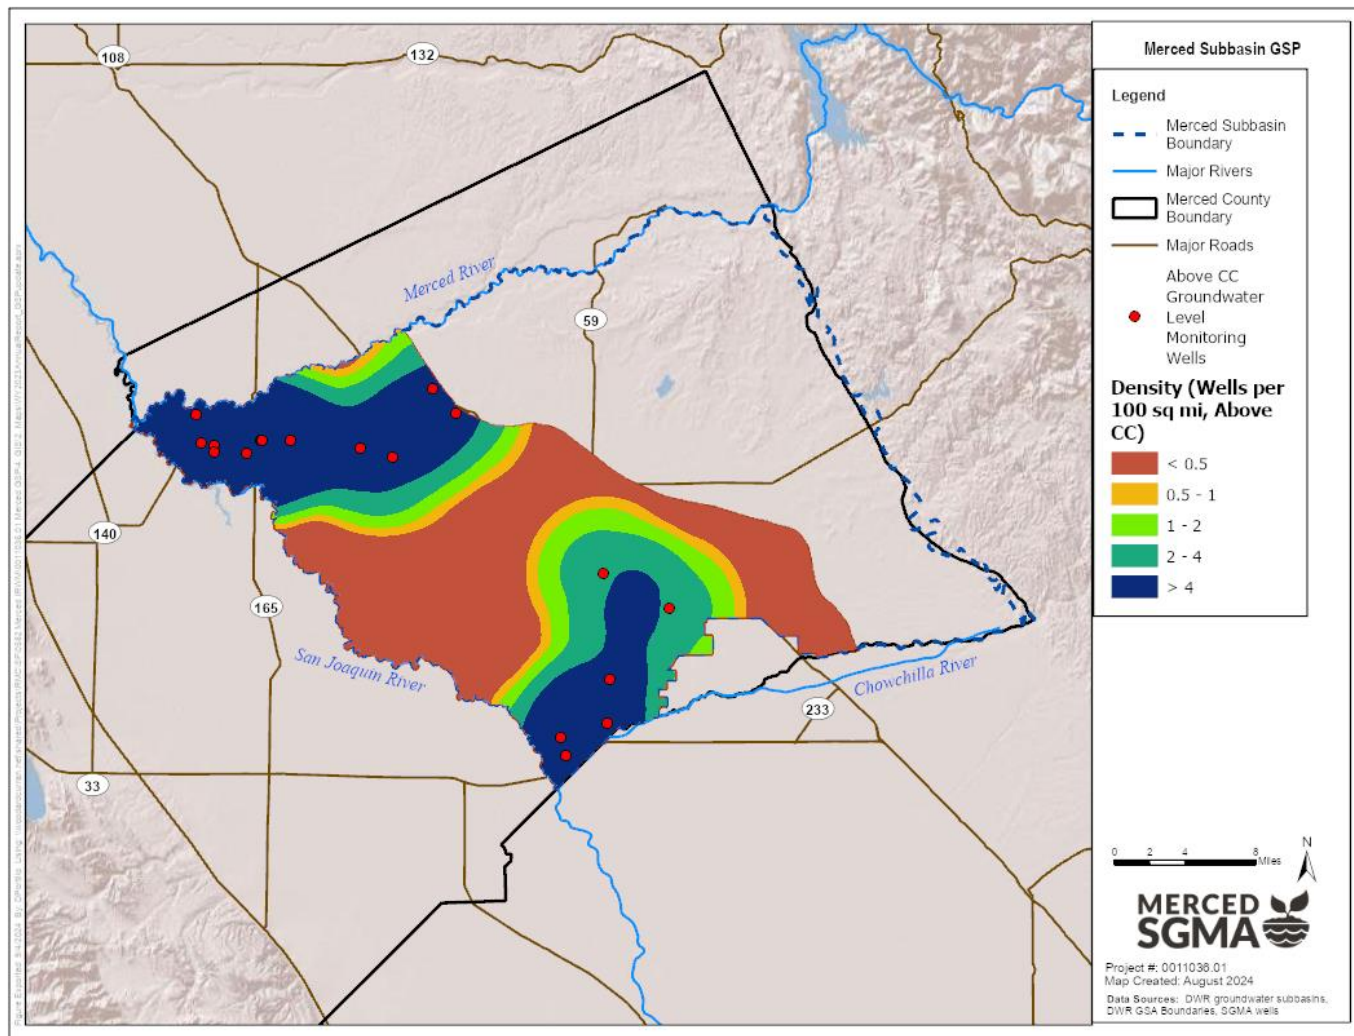 Merced Subbasin GSP
Legend
Merced Subbasin
Boundary
Major Rivers
Merced County
Boundary
Major Roads
Above CC
Groundwater
Level
Monitoring
Wells
Density (Wells per
100 sq mi, Above
CC)
< 0.5
0.5 - 1
1 - 2
2 - 4
> 4
108
132
Merced River
59
140
165
San Joaquin River
Chowchilla River
233
33
0 2 4 8
Miles
N
MERCED
SGMA
Project #: 0011036.01
Map Created: August 2024
Data Sources: DWR groundwater subbasins,
DWR GSA Boundaries, SGMA wells